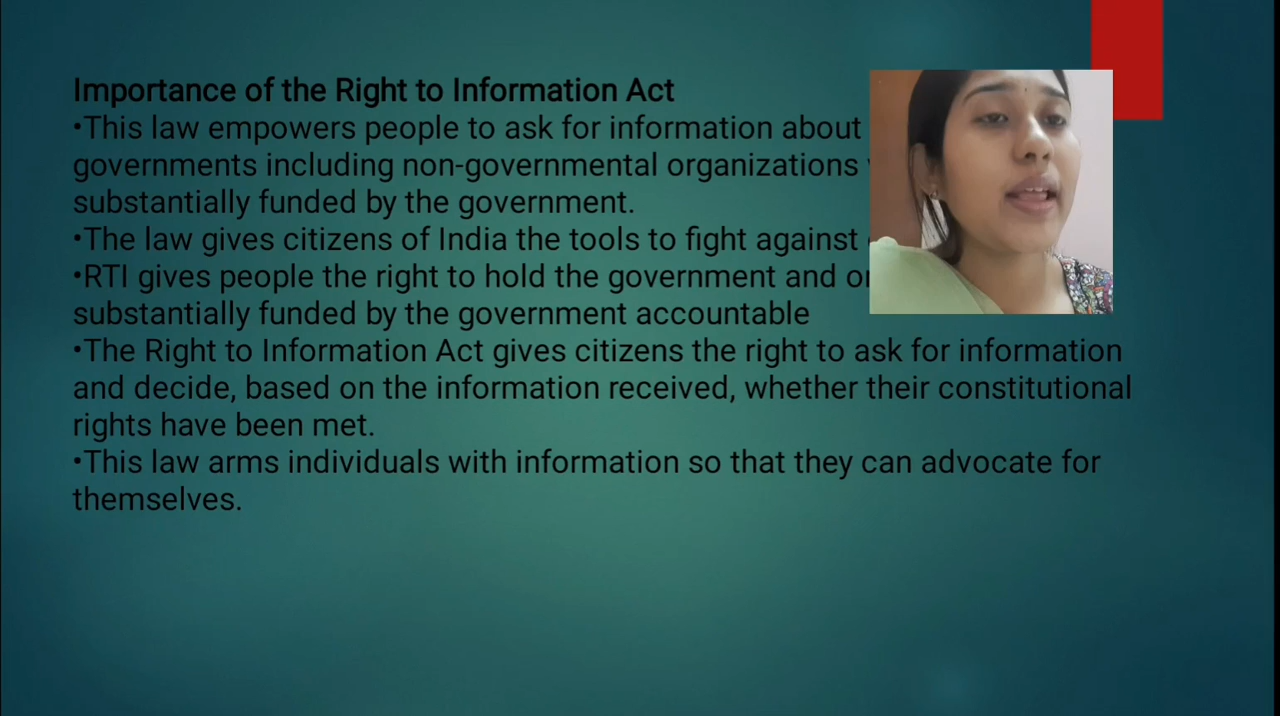 Importance of the Right to Information Act
•This law empowers people to ask for information about
governments including non-governmental organizations
substantially funded by the government.
•The law gives citizens of India the tools to fight against
•RTI gives people the right to hold the government and
substantially funded by the government accountable
•The Right to Information Act gives citizens the right to ask for information
and decide, based on the information received, whether their constitutional
rights have been met.
•This law arms individuals with information so that they can advocate for
themselves.